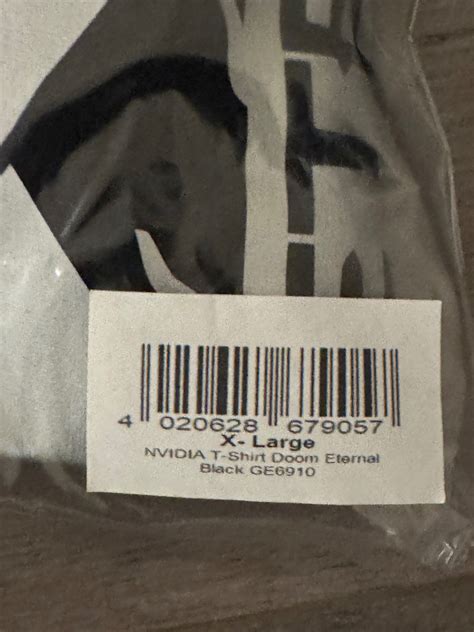 4 020628 679057
X- Large
NVIDIA T-Shirt Doom Eternal
Black GE6910